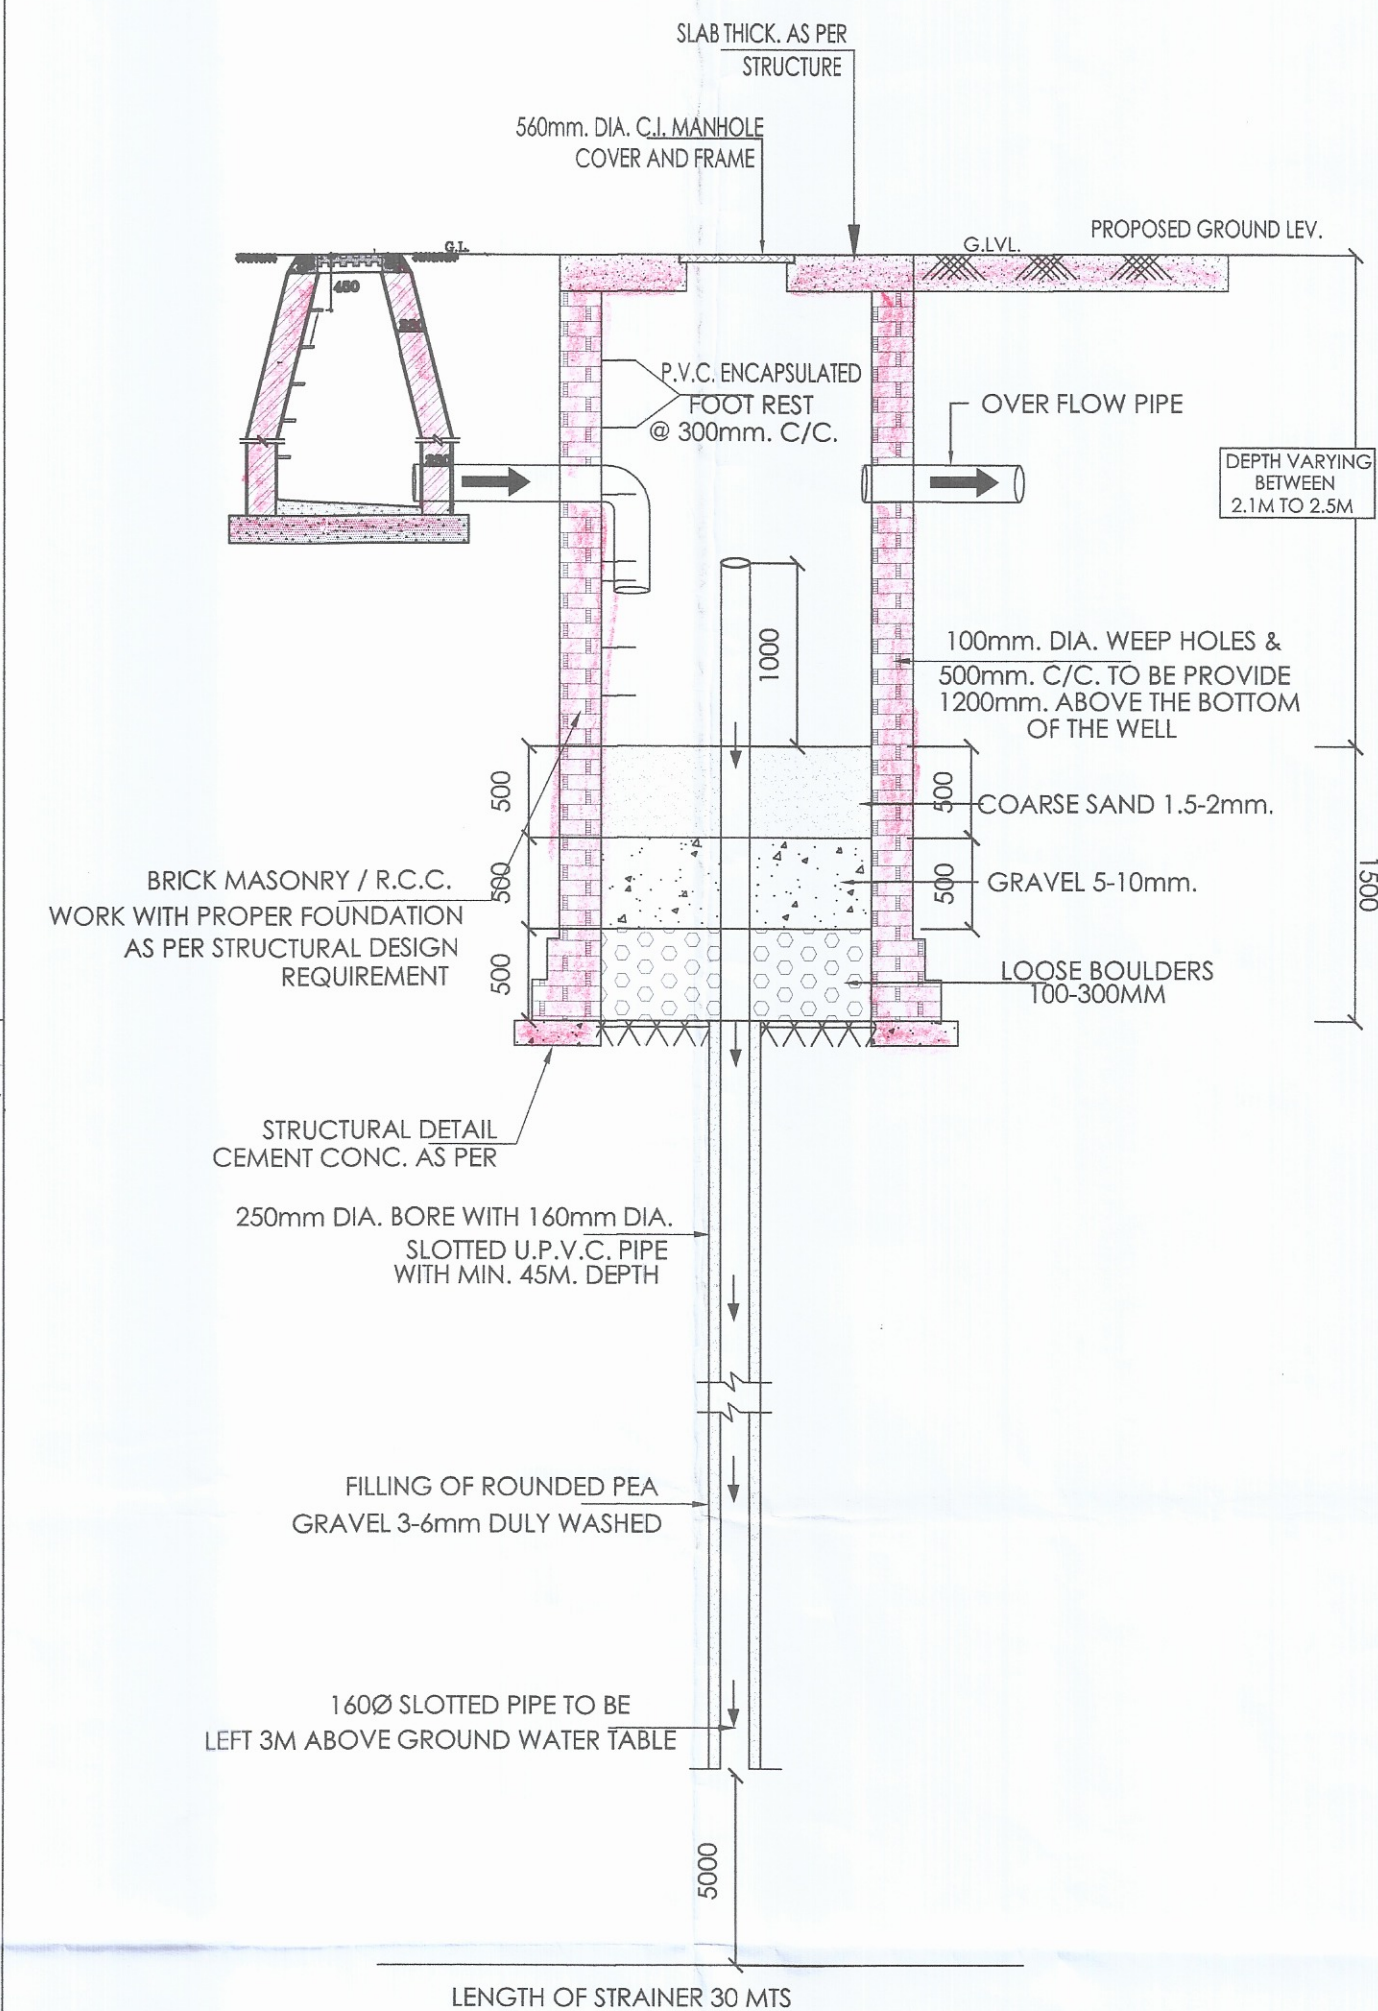 SLAB THICK. AS PER
STRUCTURE
560mm. DIA. C.I. MANHOLE
COVER AND FRAME
PROPOSED GROUND LEV.
G.L.
G.LVL.
450
P.V.C. ENCAPSULATED
FOOT REST
@ 300mm. C/C.
OVER FLOW PIPE
DEPTH VARYING
BETWEEN
2.1M TO 2.5M
1000
100mm. DIA. WEEP HOLES &
500mm. C/C. TO BE PROVIDE
1200mm. ABOVE THE BOTTOM
OF THE WELL
500
500
COARSE SAND 1.5-2mm.
BRICK MASONRY / R.C.C.
WORK WITH PROPER FOUNDATION
AS PER STRUCTURAL DESIGN
REQUIREMENT
500
500
GRAVEL 5-10mm.
1500
500
LOOSE BOULDERS
100-300MM
STRUCTURAL DETAIL
CEMENT CONC. AS PER
250mm DIA. BORE WITH 160mm DIA.
SLOTTED U.P.V.C. PIPE
WITH MIN. 45M. DEPTH
FILLING OF ROUNDED PEA
GRAVEL 3-6mm DULY WASHED
160Ø SLOTTED PIPE TO BE
LEFT 3M ABOVE GROUND WATER TABLE
5000
LENGTH OF STRAINER 30 MTS